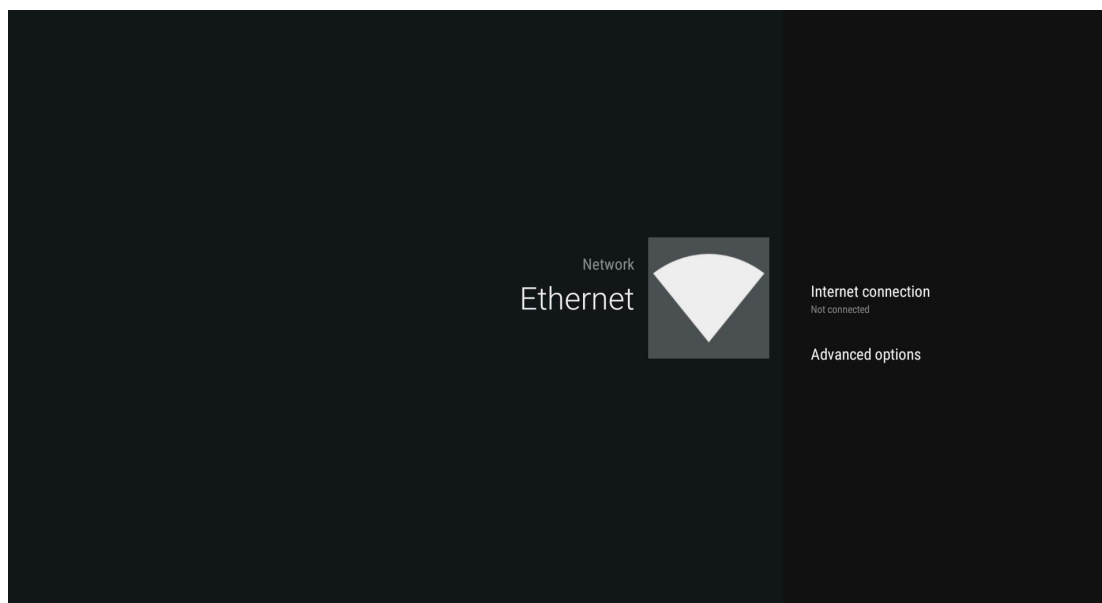 Network
Ethernet
Internet connection
Not connected
Advanced options